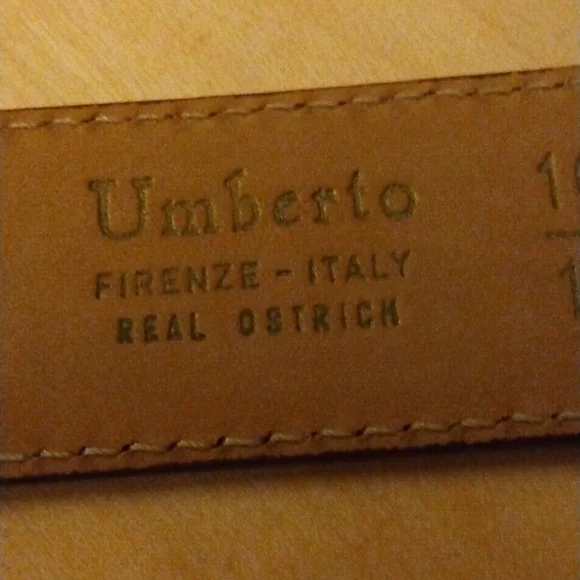 Umberto
FIRENZE - ITALY
REAL OSTRICH